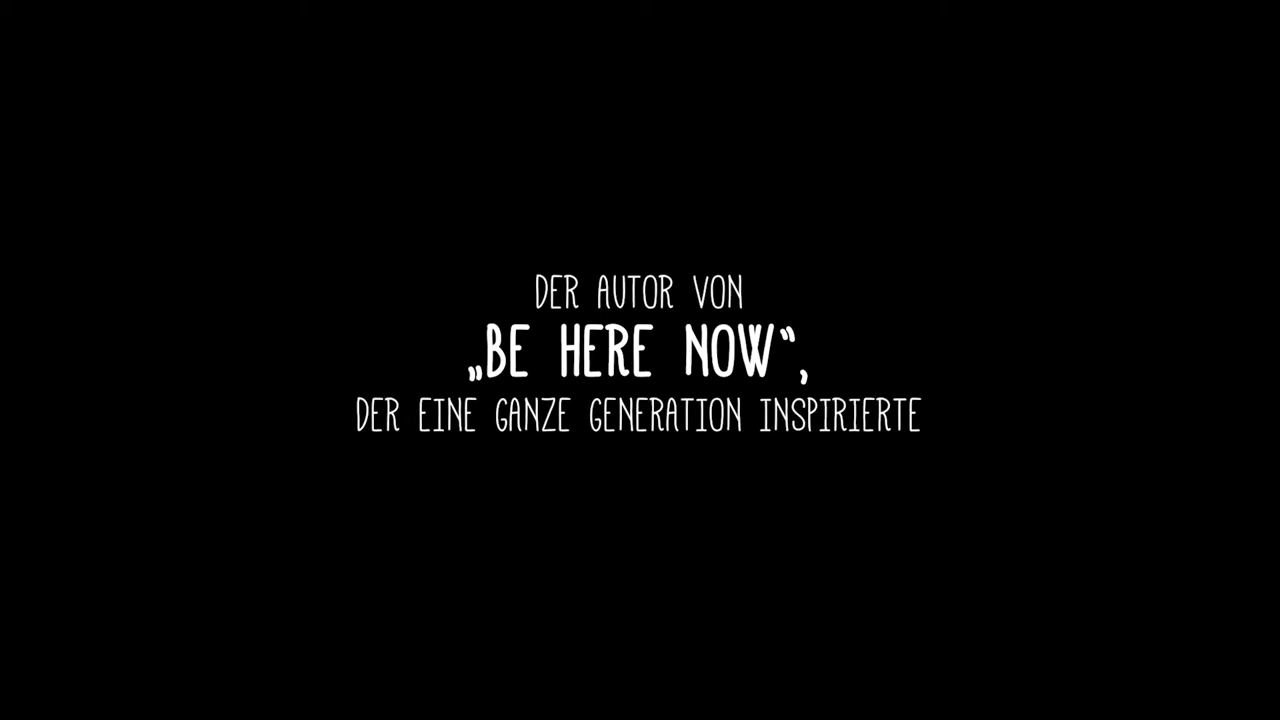 DER AUTOR VON
„BE HERE NOW“,
DER EINE GANZE GENERATION INSPIRIERTE